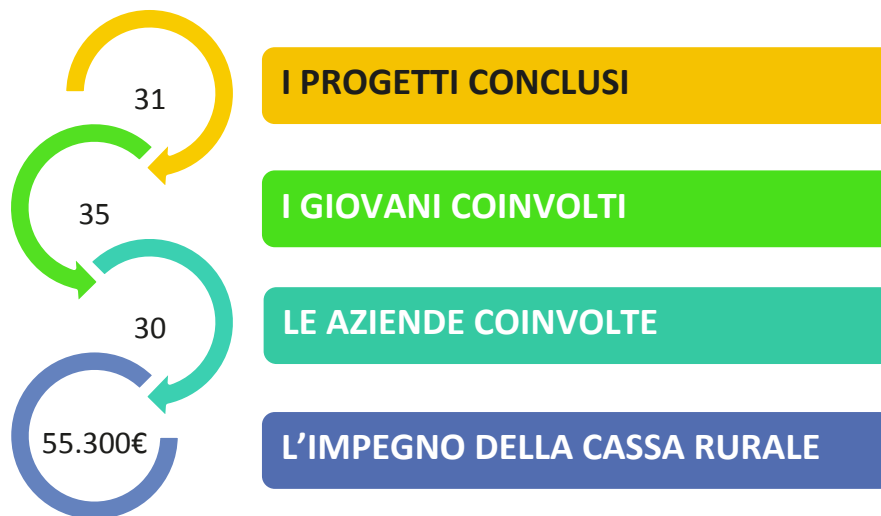 31
I PROGETTI CONCLUSI
35
I GIOVANI COINVOLTI
30
LE AZIENDE COINVOLTE
55.300€
L’IMPEGNO DELLA CASSA RURALE